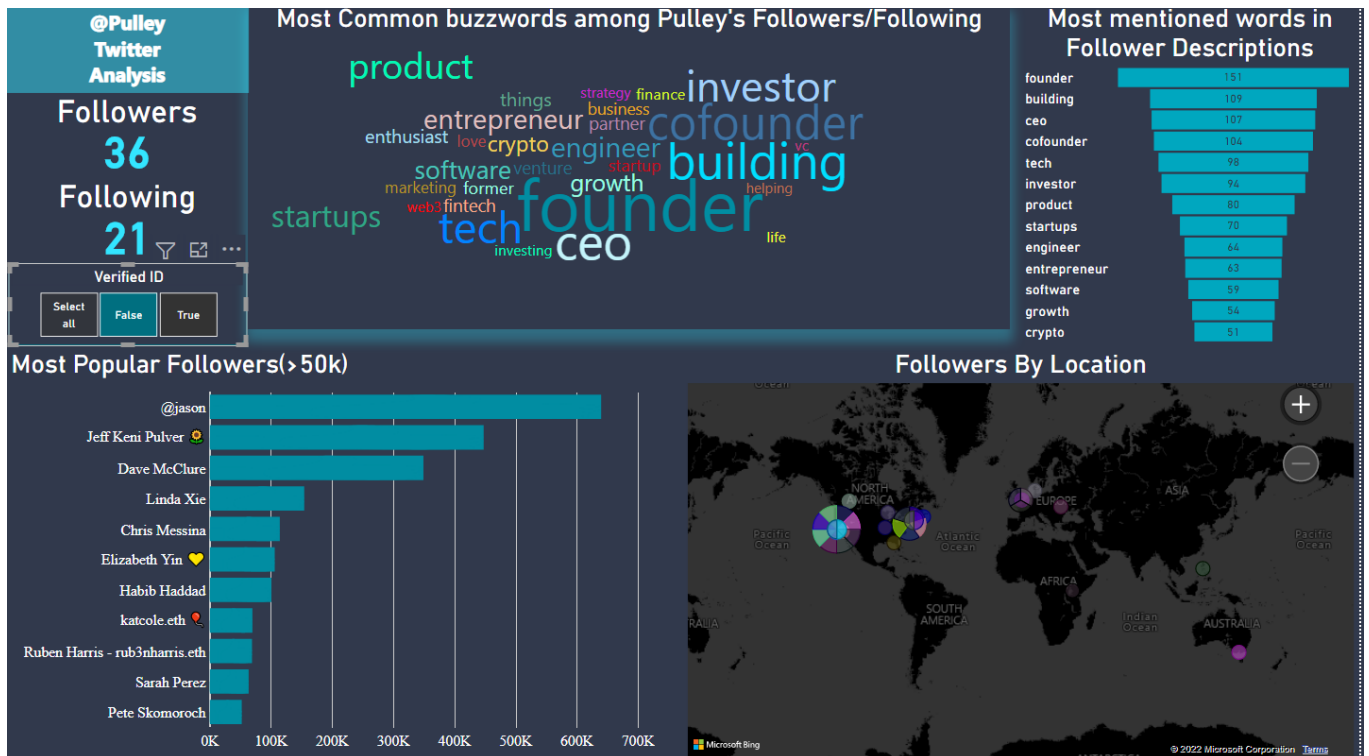 @Pulley
Twitter
Analysis
Followers
36
Following
21
Verified ID
Select
all
False
True
Most Common buzzwords among Pulley's Followers/Following
product
investor
things
strategy
finance
business
entrepreneur
partner
cofounder
enthusiast
love
crypto
engineer
vc
software
venture
startup
building
marketing
former
growth
helping
web3
fintech
founder
startups
tech
ceo
life
investing
Most mentioned words in
Follower Descriptions
founder 151
building 109
ceo 107
cofounder 104
tech 98
investor 94
product 80
startups 70
engineer 64
entrepreneur 63
software 59
growth 54
crypto 51
Most Popular Followers(>50k)
@jason
Jeff Keni Pulver 🌻
Dave McClure
Linda Xie
Chris Messina
Elizabeth Yin 💛
Habib Haddad
katcole.eth 🎈
Ruben Harris - rub3nharris.eth
Sarah Perez
Pete Skomoroch
0K 100K 200K 300K 400K 500K 600K 700K
Followers By Location
Ocean
Ocean
NORTH
AMERICA
EUROPE
ASIA
Pacific
Ocean
Atlantic
Ocean
Pacific
Ocean
AFRICA
SOUTH
AMERICA
Indian
Ocean
RALIA
AUSTRALIA
Microsoft Bing
© 2022 Microsoft Corporation Terms